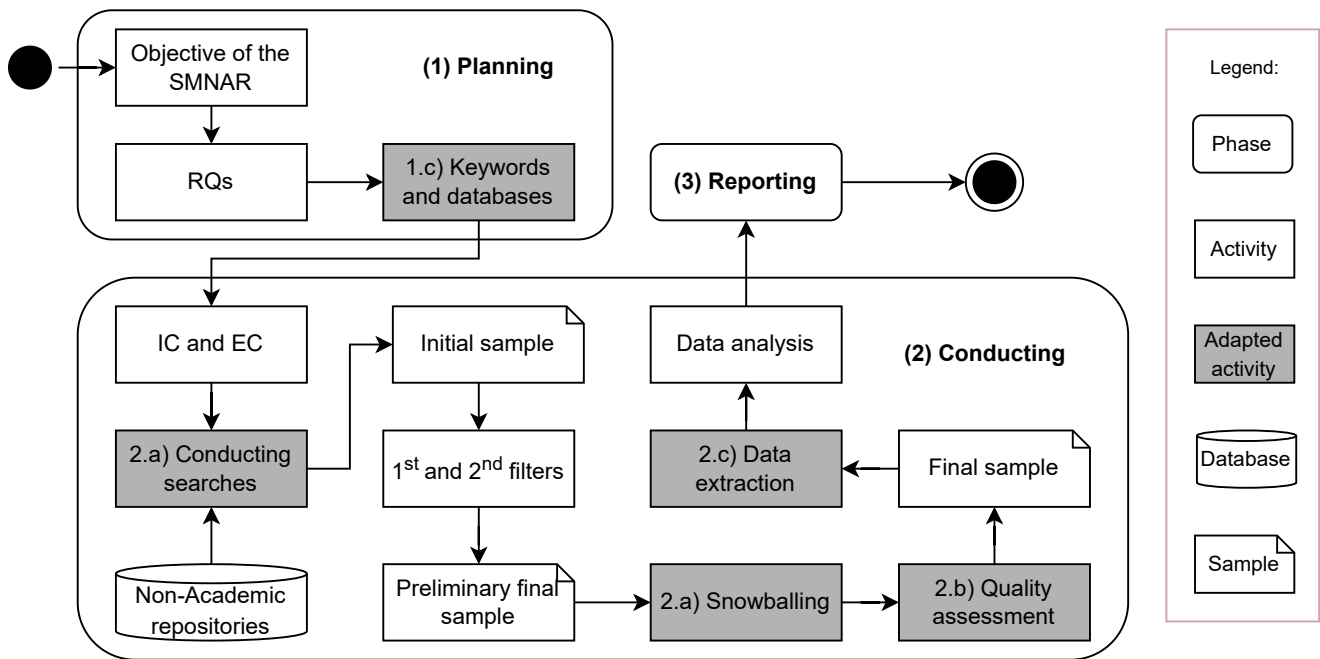 Objective of the
SMNAR
(1) Planning
RQs
1.c) Keywords
and databases
(3) Reporting
IC and EC
Initial sample
Data analysis
(2) Conducting
2.a) Conducting
searches
1st and 2nd filters
2.c) Data
extraction
Final sample
Non-Academic
repositories
Preliminary final
sample
2.a) Snowballing
2.b) Quality
assessment
Legend:
Phase
Activity
Adapted
activity
Database
Sample